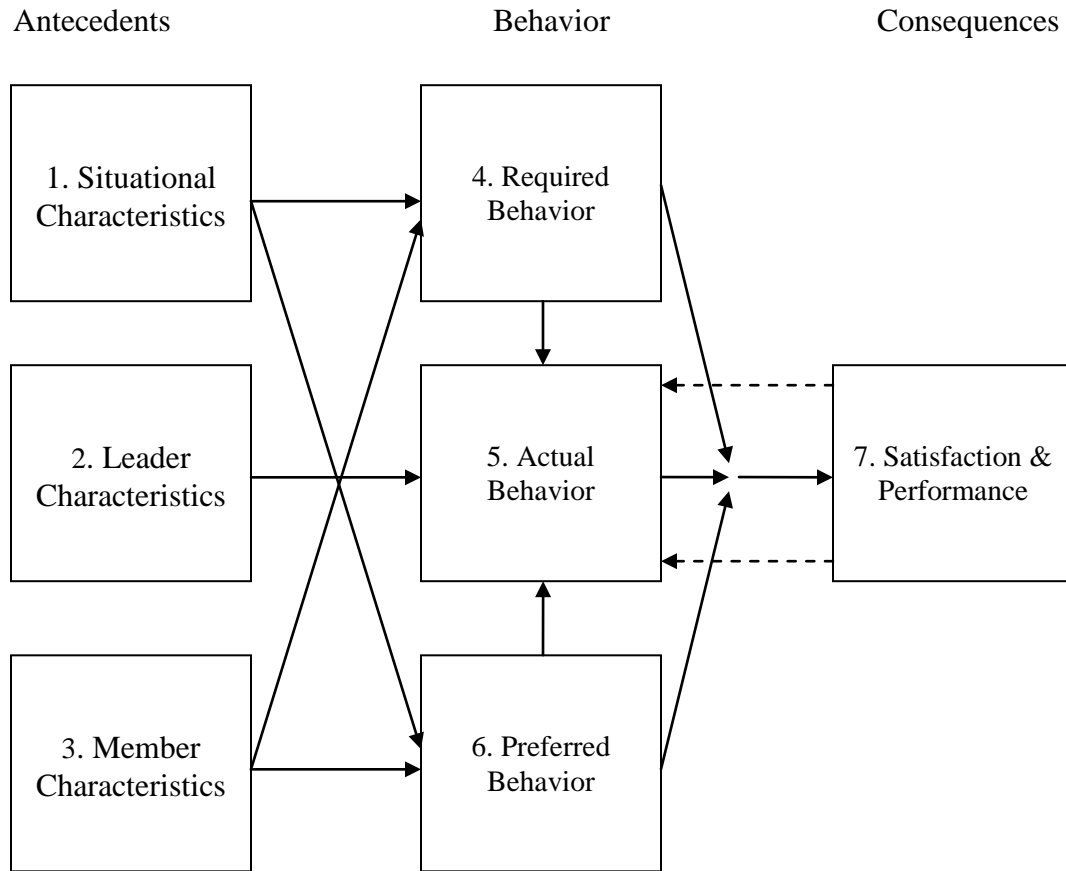 Antecedents
Behavior
Consequences
1. Situational
Characteristics
4. Required
Behavior
2. Leader
Characteristics
5. Actual
Behavior
7. Satisfaction &
Performance
3. Member
Characteristics
6. Preferred
Behavior